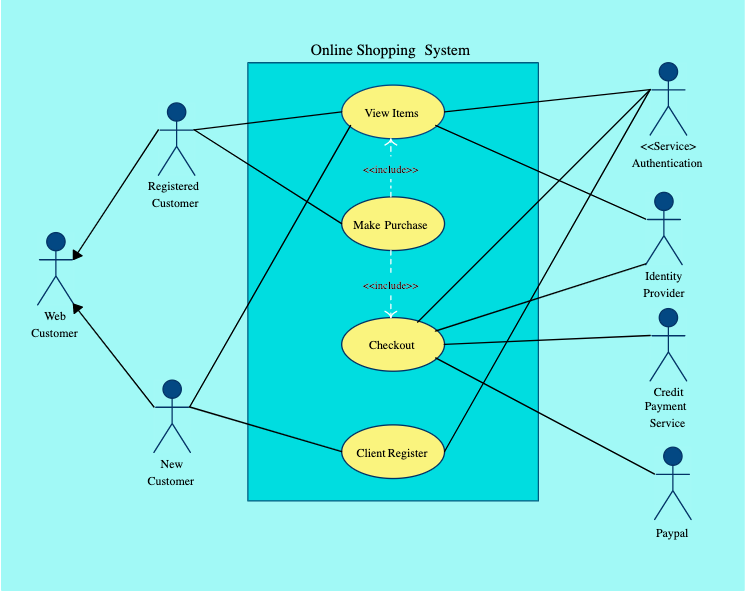 Online Shopping System
View Items
<<include>>
Make Purchase
<<include>>
Checkout
Client Register
Registered
Customer
Web
Customer
New
Customer
<<Service>
Authentication
Identity
Provider
Credit
Payment
Service
Paypal